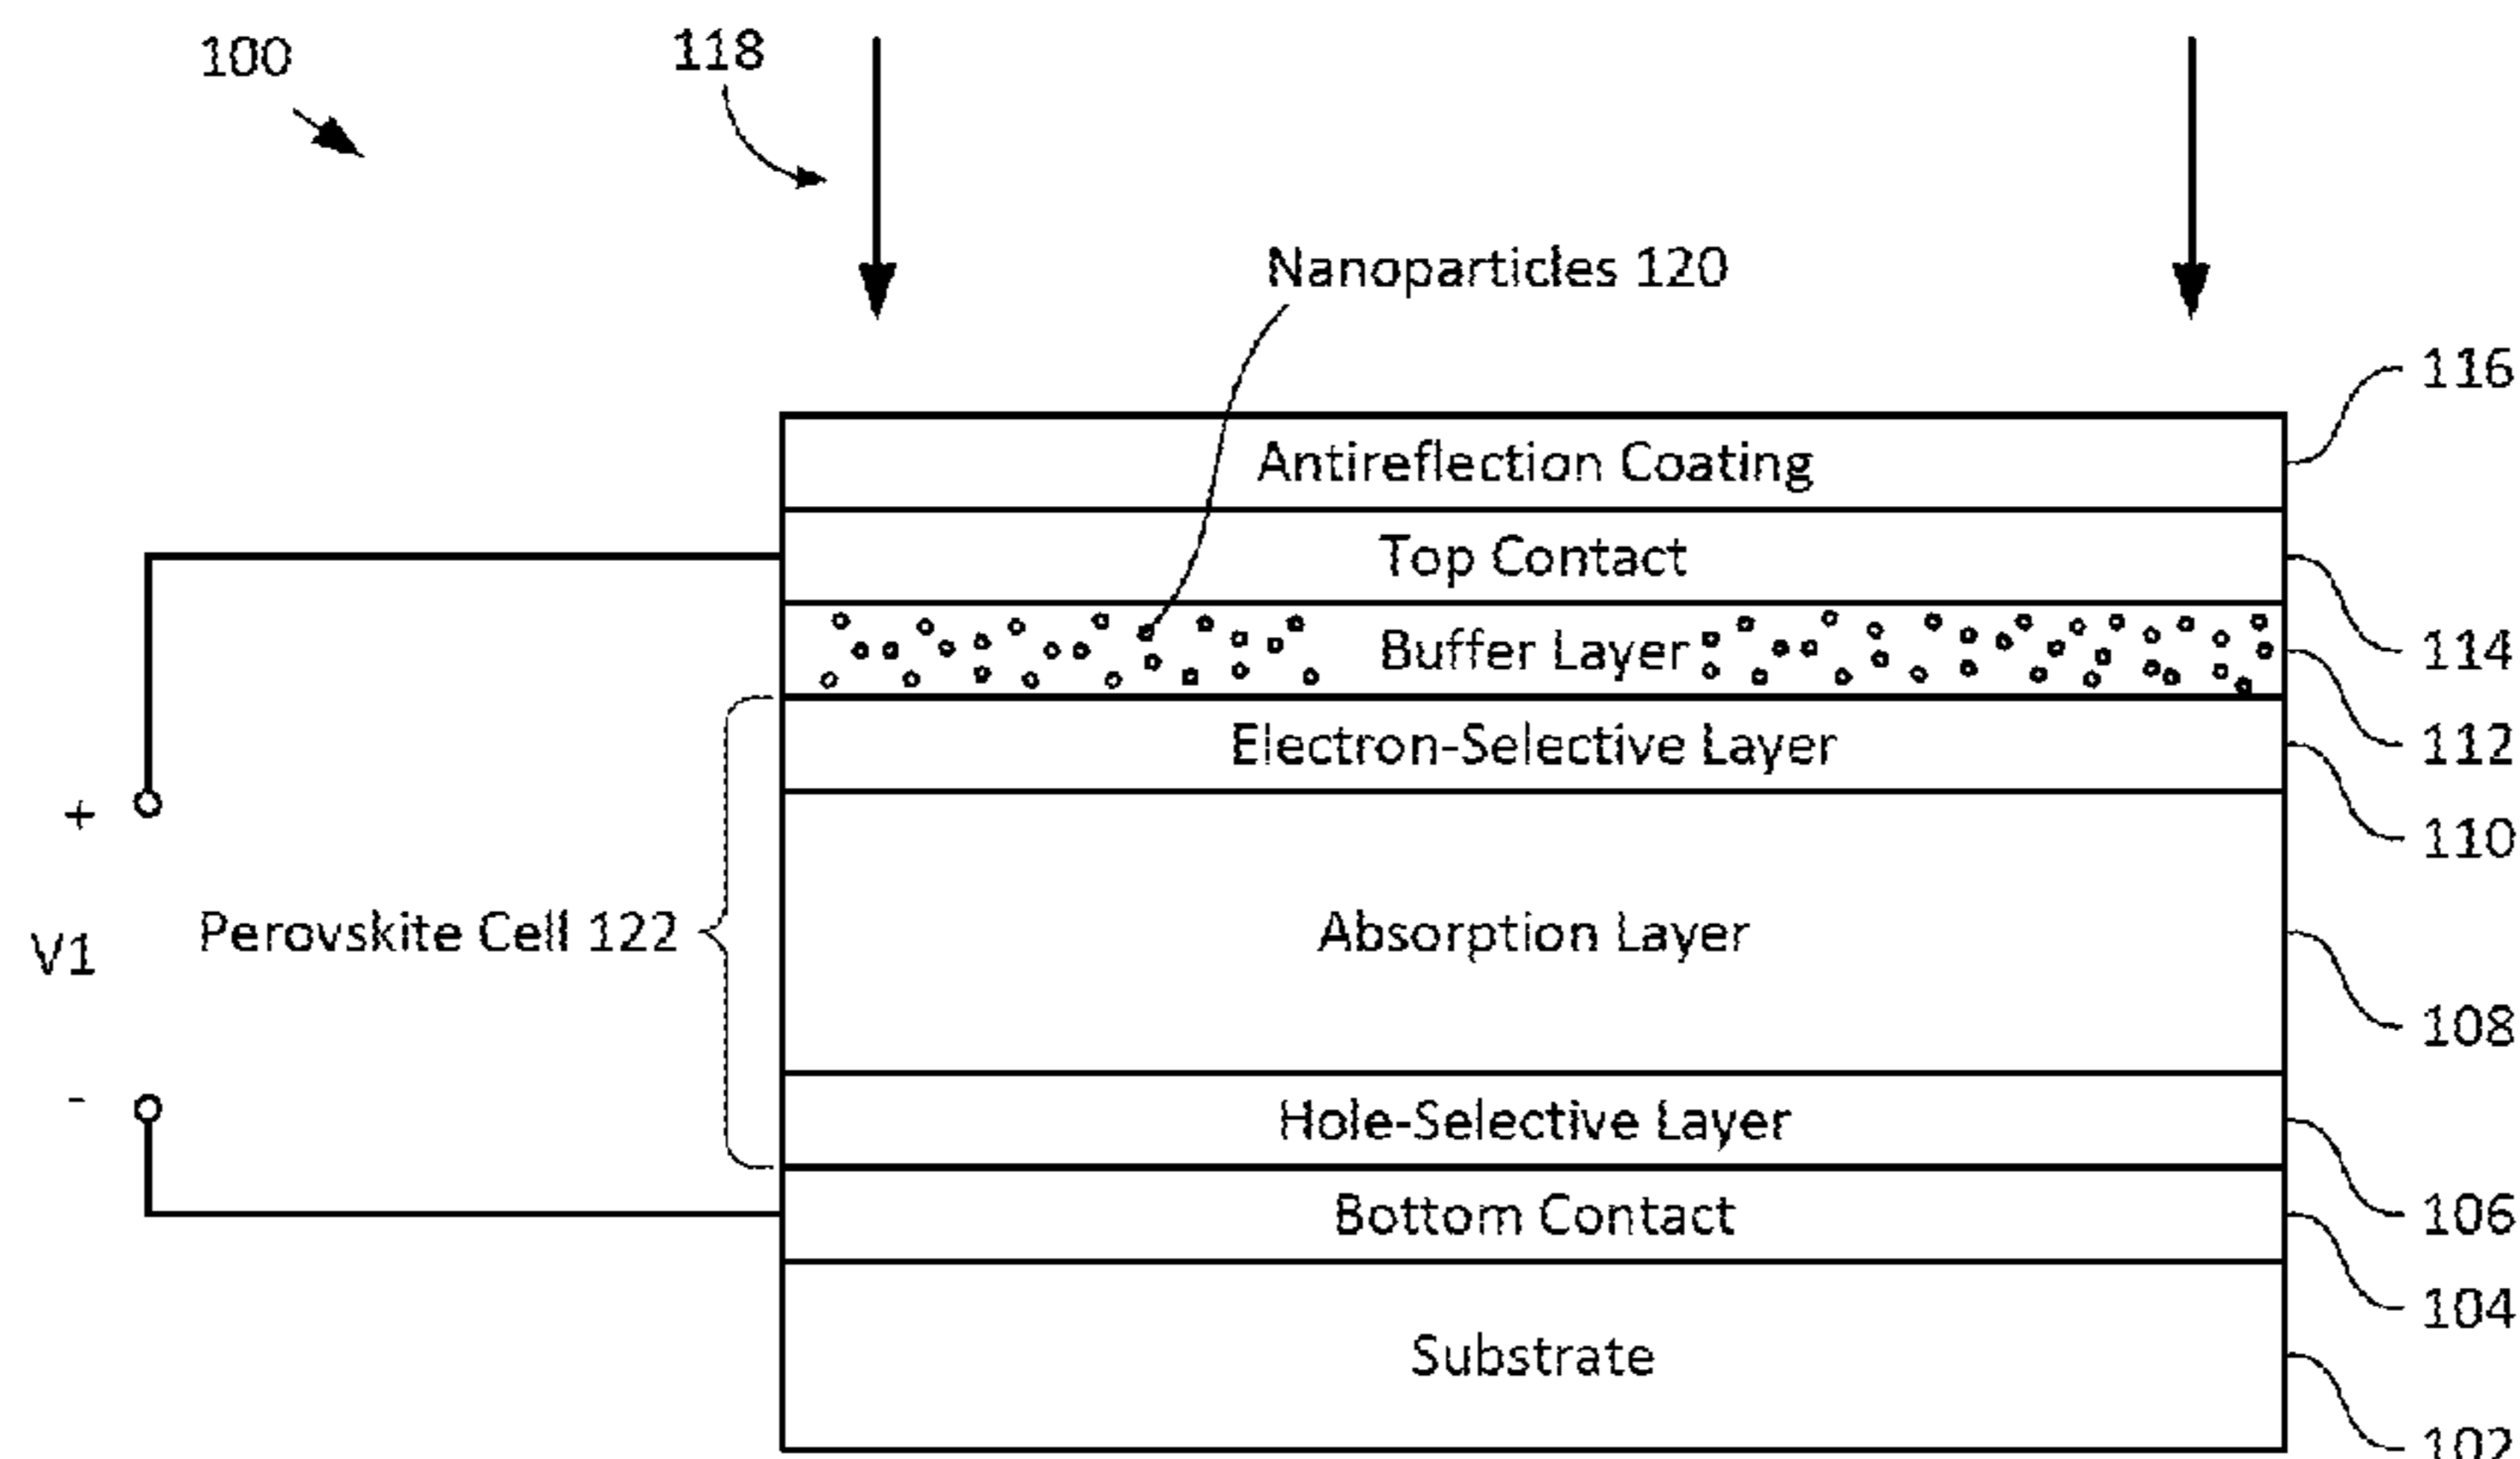 100
118
Nanoparticles 120
116
Antireflection Coating
Top Contact
114
Buffer Layer
112
Electron-Selective Layer
110
+
V1
-
Perovskite Cell 122
Absorption Layer
108
Hole-Selective Layer
106
Bottom Contact
104
Substrate
102